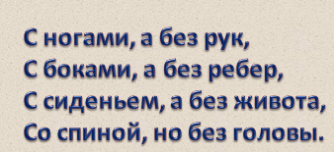 С ногами, а без рук,
С боками, а без ребер,
С сиденьем, а без живота,
Со спиной, но без головы.